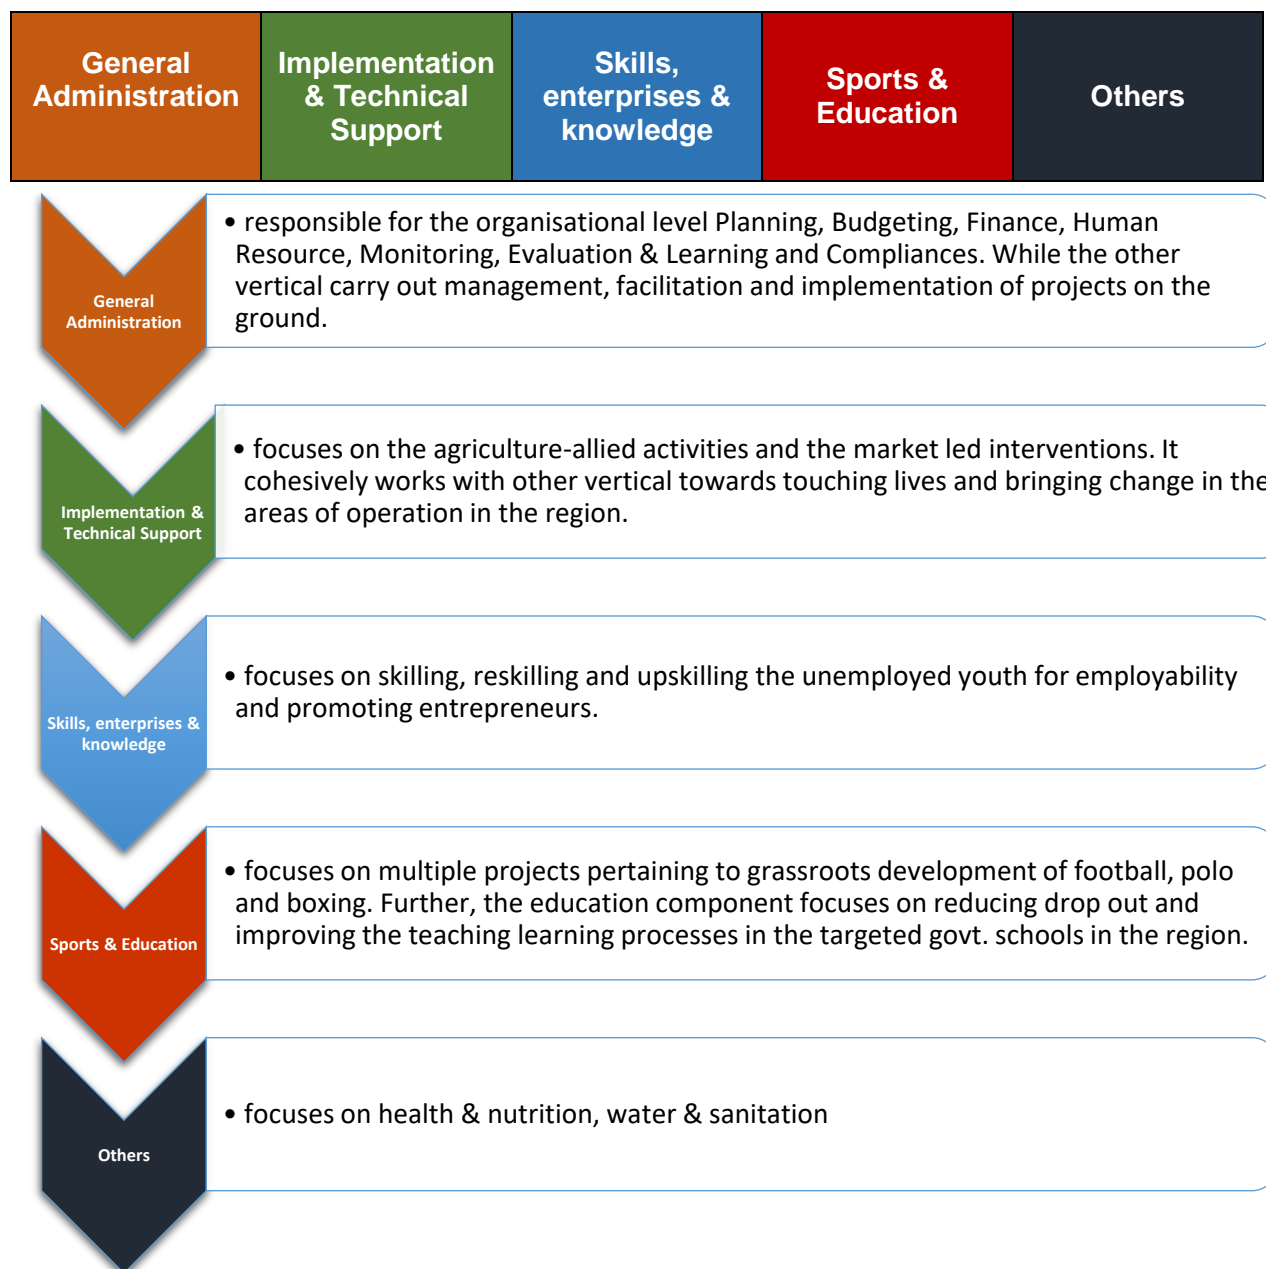 General
Administration
Implementation
& Technical
Support
Skills,
enterprises &
knowledge
Sports &
Education
Others
General
Administration
• responsible for the organisational level Planning, Budgeting, Finance, Human
Resource, Monitoring, Evaluation & Learning and Compliances. While the other
vertical carry out management, facilitation and implementation of projects on the
ground.
Implementation &
Technical Support
• focuses on the agriculture-allied activities and the market led interventions. It
cohesively works with other vertical towards touching lives and bringing change in the
areas of operation in the region.
Skills, enterprises &
knowledge
• focuses on skilling, reskilling and upskilling the unemployed youth for employability
and promoting entrepreneurs.
Sports & Education
• focuses on multiple projects pertaining to grassroots development of football, polo
and boxing. Further, the education component focuses on reducing drop out and
improving the teaching learning processes in the targeted govt. schools in the region.
Others
• focuses on health & nutrition, water & sanitation